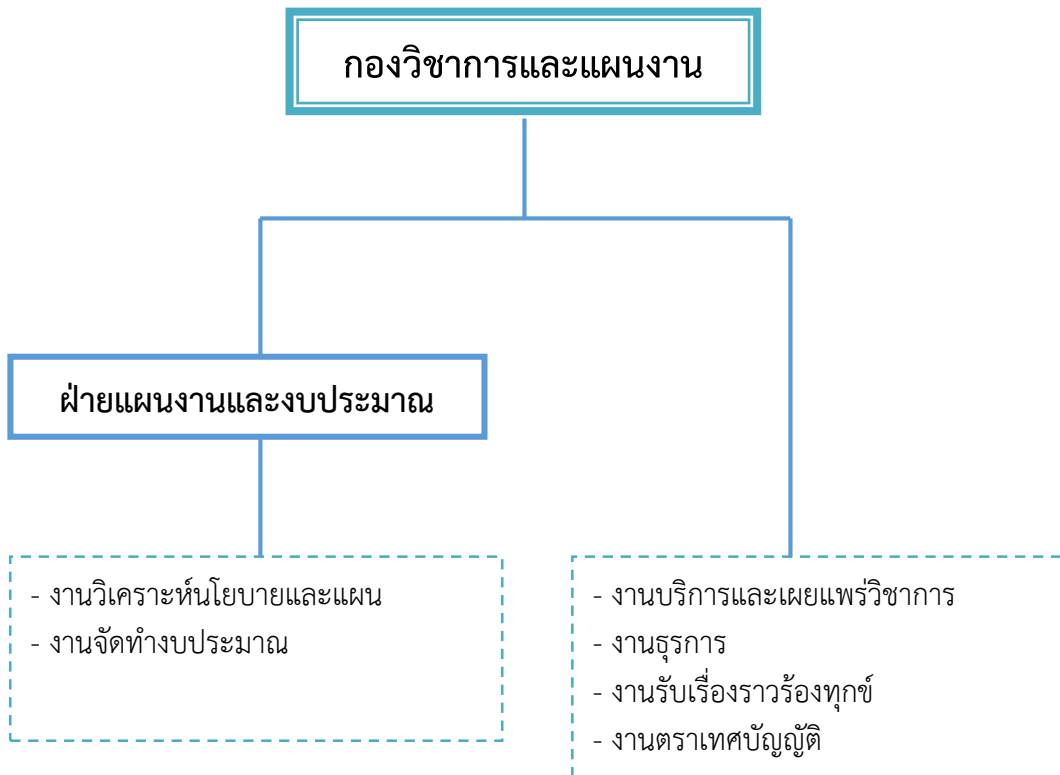 กองวิชาการและแผนงาน
ฝ่ายแผนงานและงบประมาณ
- งานวิเคราะห์นโยบายและแผน
- งานจัดทำงบประมาณ
- งานบริการและเผยแพร่วิชาการ
- งานธุรการ
- งานรับเรื่องราวร้องทุกข์
- งานตราเทศบัญญัติ